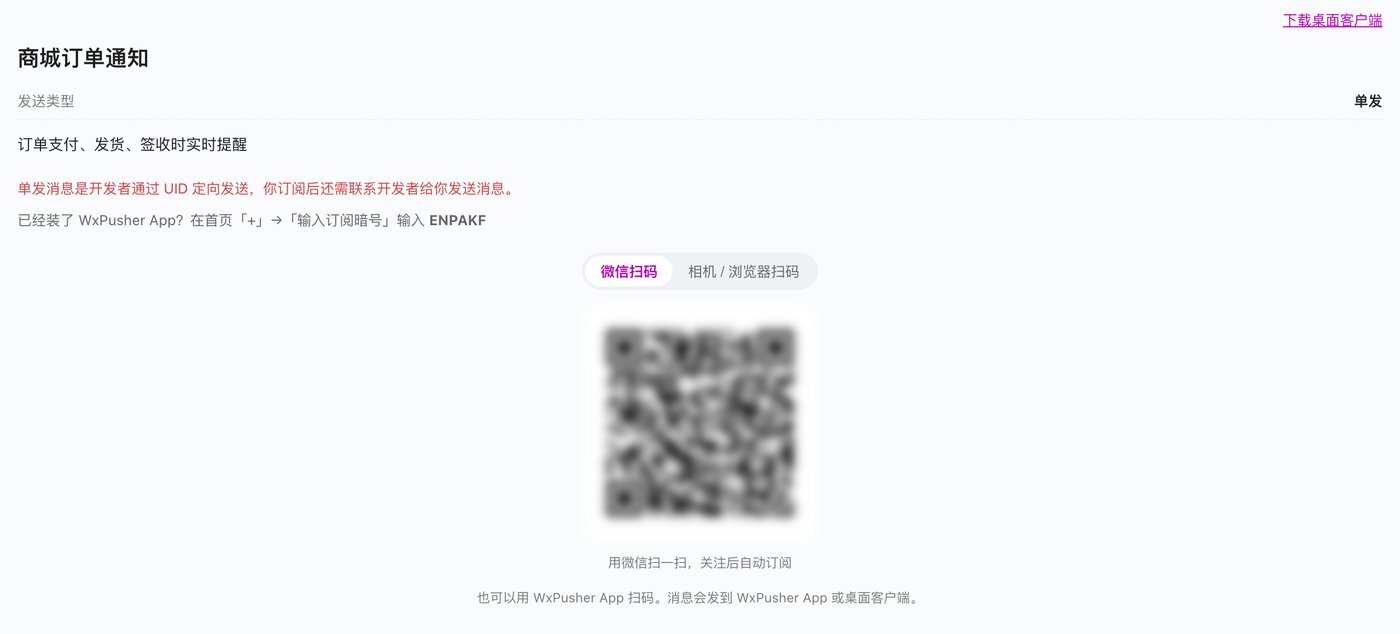 下载桌面客户端
商城订单通知
发送类型 单发
订单支付、发货、签收时实时提醒
单发消息是开发者通过 UID 定向发送，你订阅后还需联系开发者给你发送消息。
已经装了 WxPusher App？在首页「+」→「输入订阅暗号」输入 ENPAKF
微信扫码 相机 / 浏览器扫码
用微信扫一扫，关注后自动订阅
也可以用 WxPusher App 扫码。消息会发到 WxPusher App 或桌面客户端。